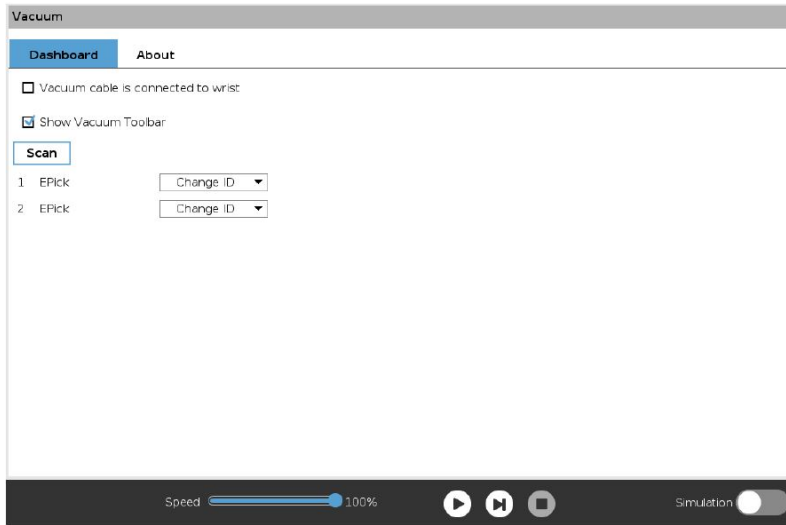 Vacuum
Dashboard About
Vacuum cable is connected to wrist
Show Vacuum Toolbar
Scan
1 EPick Change ID
2 EPick Change ID
Speed 100% Simulation